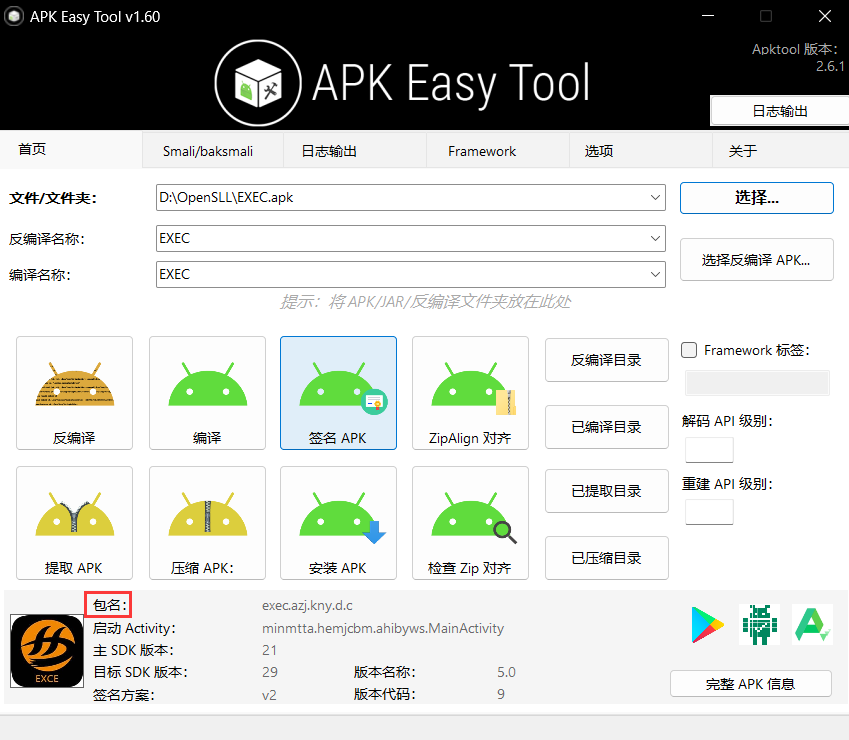 APK Easy Tool v1.60
Apktool 版本：
2.6.1
APK Easy Tool
日志输出
首页
Smali/baksmali
日志输出
Framework
选项
关于
文件/文件夹：
D:\OpenSLL\EXEC.apk
选择...
反编译名称：
EXEC
选择反编译 APK...
编译名称：
EXEC
提示：将 APK/JAR/反编译文件夹放在此处
反编译
编译
签名 APK
ZipAlign 对齐
反编译目录
已编译目录
Framework 标签：
解码 API 级别：
重建 API 级别：
提取 APK
压缩 APK：
安装 APK
检查 Zip 对齐
已提取目录
已压缩目录
EXCE
包名： exec.azj.kny.d.c
启动 Activity： minmtta.hemjcbm.ahibyws.MainActivity
主 SDK 版本： 21
目标 SDK 版本： 29 版本名称： 5.0
签名方案： v2 版本代码： 9
完整 APK 信息